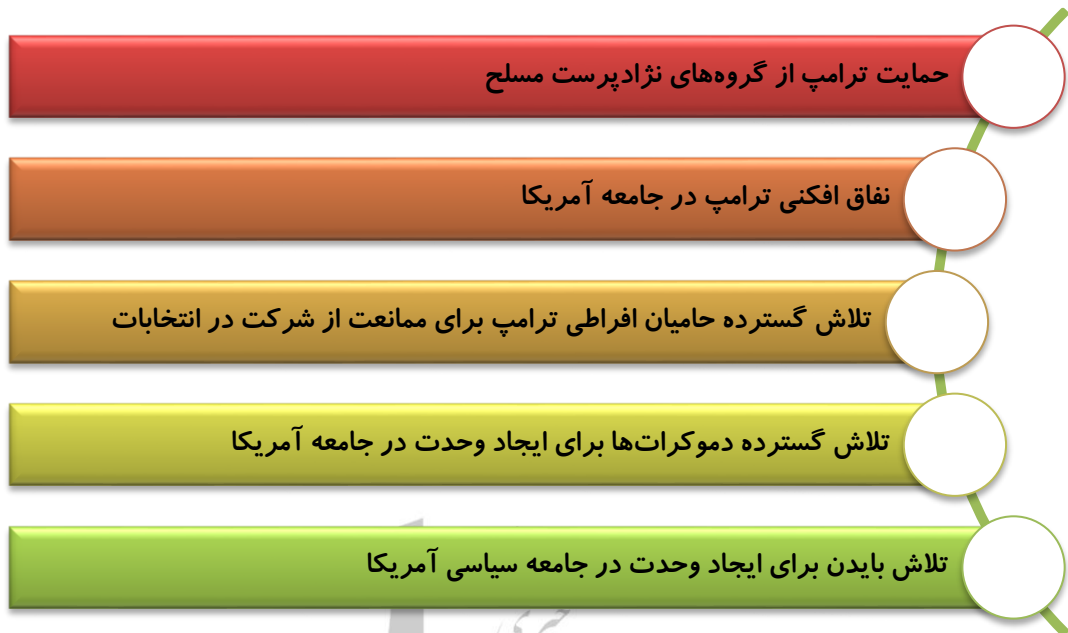 حمایت ترامپ از گروه‌های نژادپرست مسلح
نفاق افکنی ترامپ در جامعه آمریکا
تلاش گسترده حامیان افراطی ترامپ برای ممانعت از شرکت در انتخابات
تلاش گسترده دموکرات‌ها برای ایجاد وحدت در جامعه آمریکا
تلاش بایدن برای ایجاد وحدت در جامعه سیاسی آمریکا